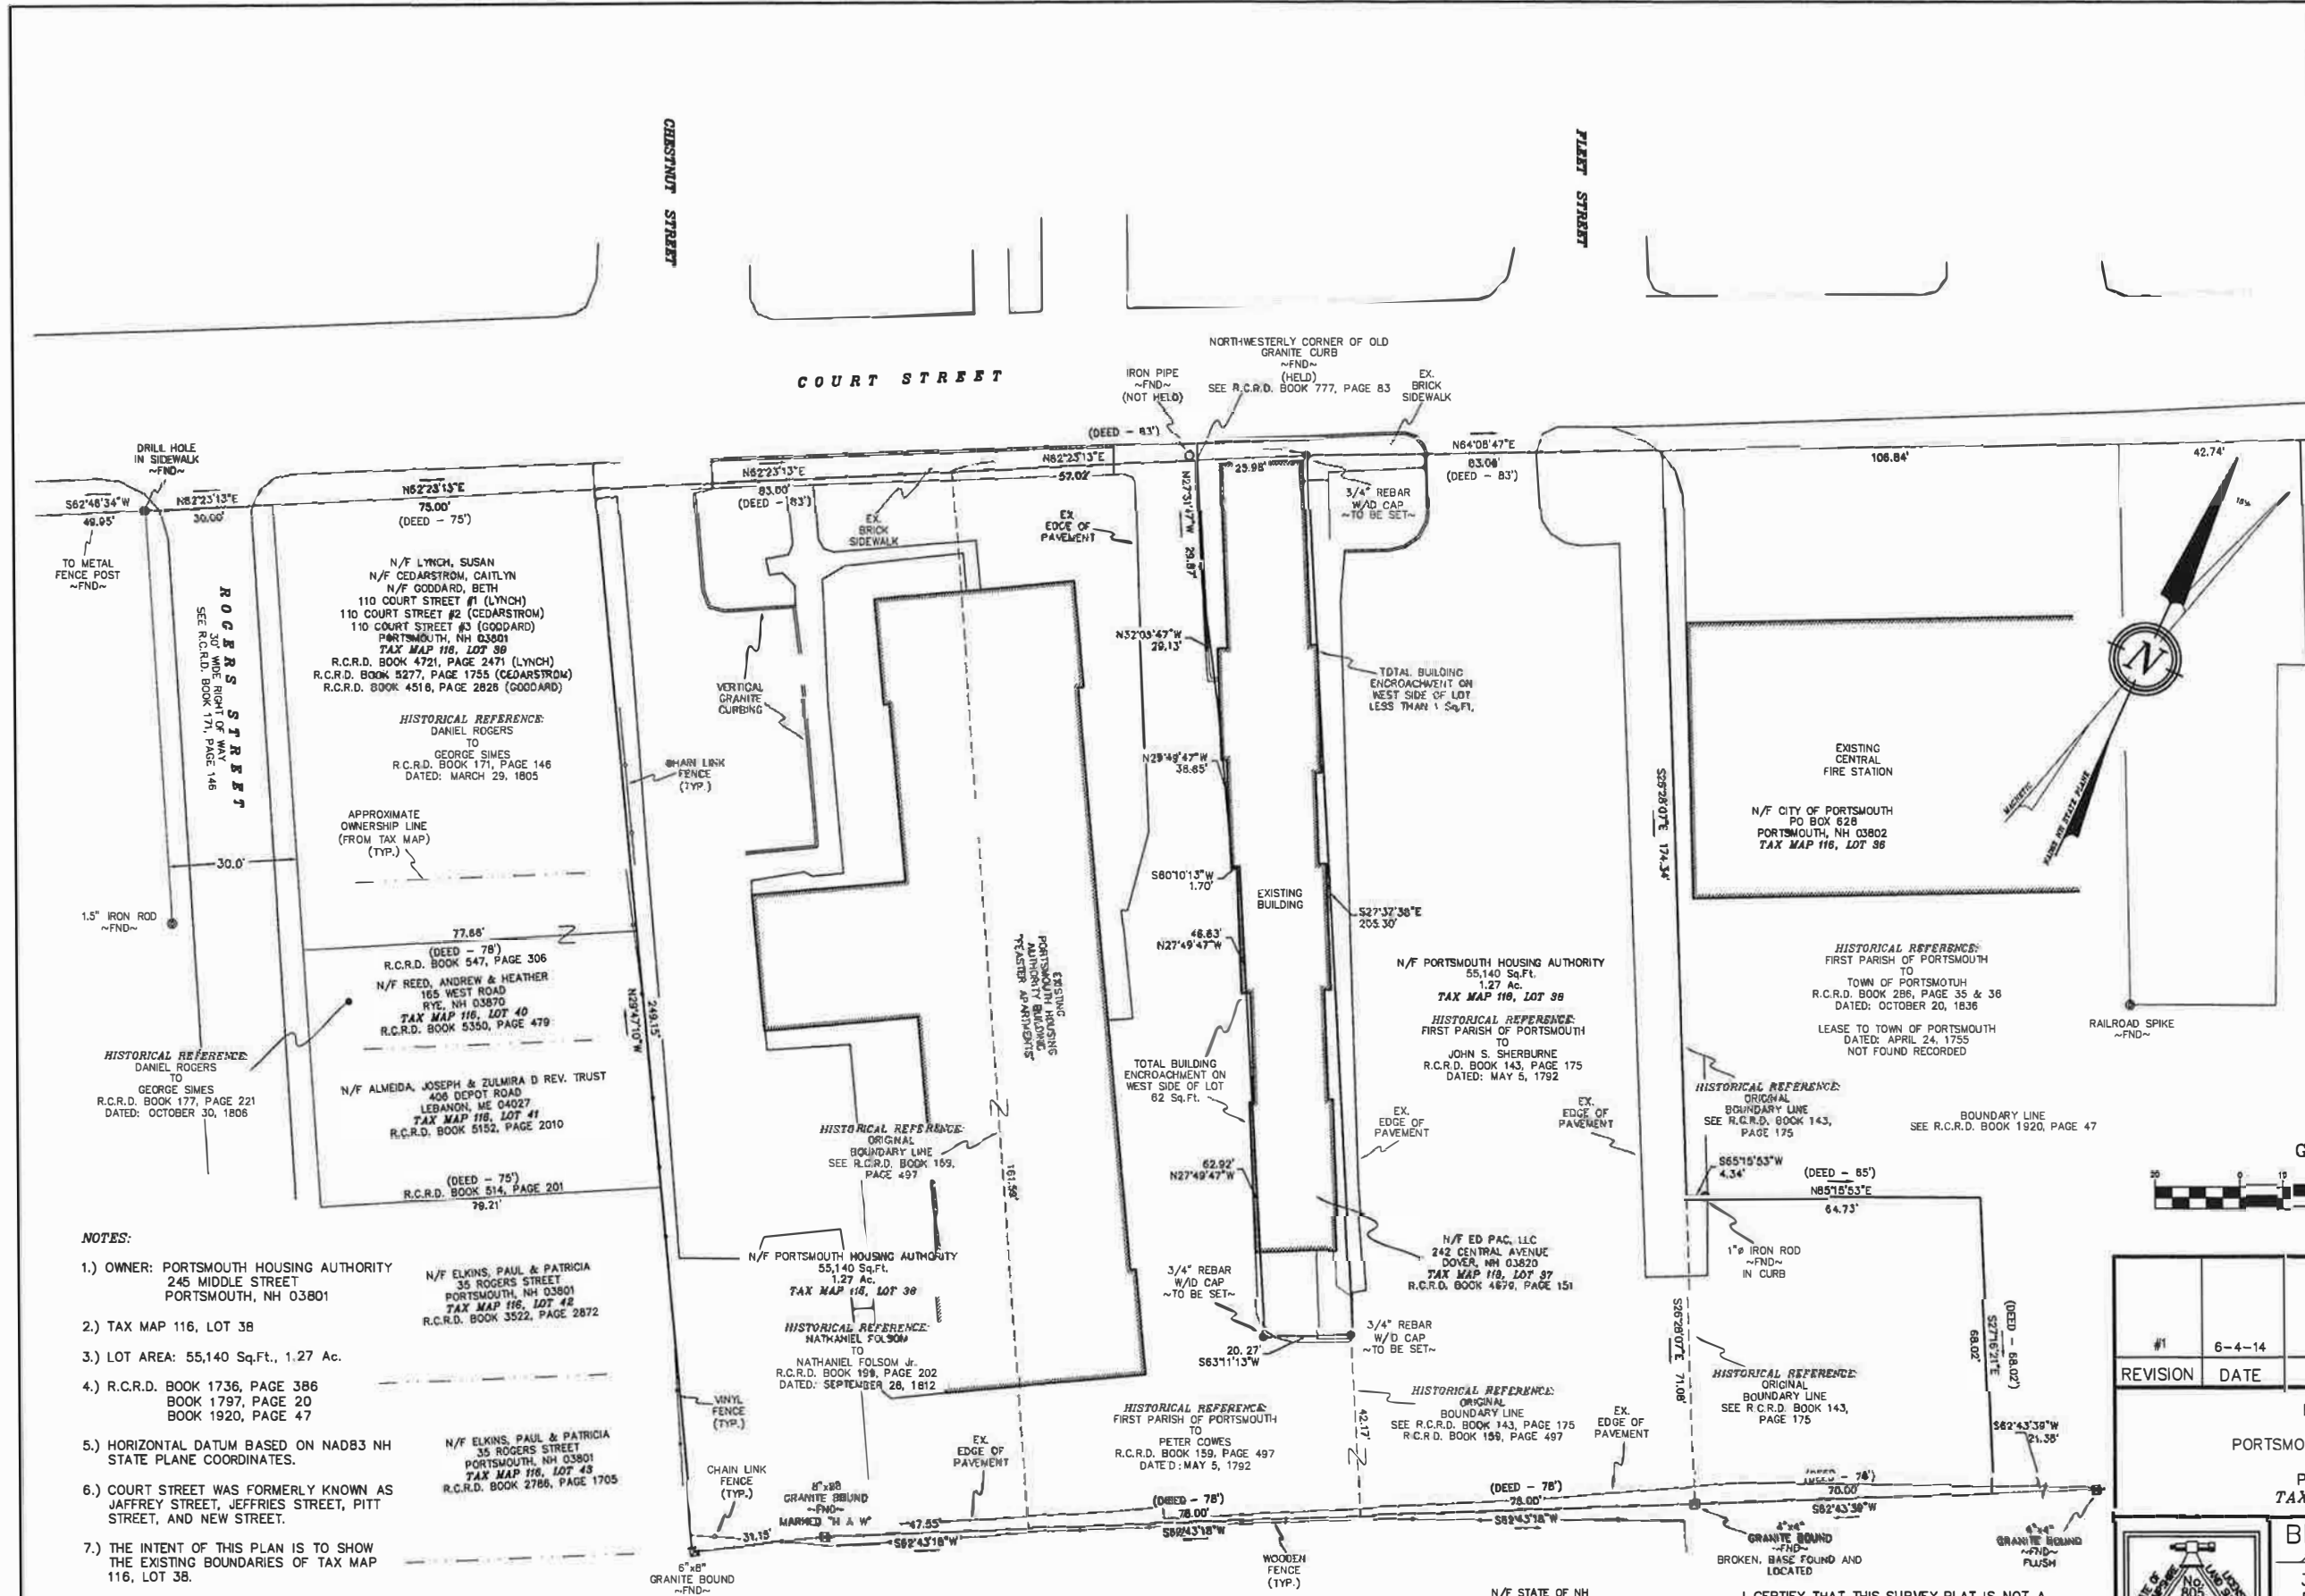 CHESTNUT STREET
FLEET STREET
COURT STREET
NORTHWESTERLY CORNER OF OLD
GRANITE CURB
~FND~
(HELD)
SEE R.C.R.D. BOOK 777, PAGE 83
IRON PIPE
~FND~
(NOT HELD)
EX.
BRICK
SIDEWALK
DRILL HOLE
IN SIDEWALK
~FND~
S62°46'34"W
49.95'
TO METAL
FENCE POST
~FND~
N62°23'13"E
30.00'
N62°23'13"E
75.00'
(DEED - 75')
N62°23'13"E
83.00'
(DEED - 83')
(DEED - 83')
N62°23'13"E
57.02'
25.98'
N64°08'47"E
83.08'
(DEED - 83')
106.84'
42.74'
EX.
BRICK
SIDEWALK
EX
EDGE OF
PAVEMENT
N27°31'47"W 29.87'
3/4" REBAR
W/ID CAP
~TO BE SET~
ROGERS STREET
30' WIDE RIGHT OF WAY
SEE R.C.R.D. BOOK 171, PAGE 146
N/F LYNCH, SUSAN
N/F CEDARSTROM, CAITLYN
N/F GODDARD, BETH
110 COURT STREET #1 (LYNCH)
110 COURT STREET #2 (CEDARSTROM)
110 COURT STREET #3 (GODDARD)
PORTSMOUTH, NH 03801
TAX MAP 116, LOT 39
R.C.R.D. BOOK 4721, PAGE 2471 (LYNCH)
R.C.R.D. BOOK 5277, PAGE 1755 (CEDARSTROM)
R.C.R.D. BOOK 4518, PAGE 2826 (GODDARD)
HISTORICAL REFERENCE:
DANIEL ROGERS
TO
GEORGE SIMES
R.C.R.D. BOOK 171, PAGE 146
DATED: MARCH 29, 1805
VERTICAL
GRANITE
CURBING
CHAIN LINK
FENCE
(TYP.)
APPROXIMATE
OWNERSHIP LINE
(FROM TAX MAP)
(TYP.)
30.0'
1.5" IRON ROD
~FND~
N32°03'47"W
29.13'
TOTAL BUILDING
ENCROACHMENT ON
WEST SIDE OF LOT
LESS THAN 1 Sq.Ft.
N29°49'47"W
38.65'
S60°10'13"W
1.70'
EXISTING
BUILDING
46.83'
N27°49'47"W
S27°37'38"E
205.30'
S26°28'07"E 174.34'
EXISTING
CENTRAL
FIRE STATION
N/F CITY OF PORTSMOUTH
PO BOX 628
PORTSMOUTH, NH 03802
TAX MAP 116, LOT 36
N
MAGNETIC
NAD83 NH STATE PLANE
77.68'
(DEED - 78')
R.C.R.D. BOOK 547, PAGE 306
N/F REED, ANDREW & HEATHER
165 WEST ROAD
RYE, NH 03870
TAX MAP 116, LOT 40
R.C.R.D. BOOK 5350, PAGE 479
N29°47'10"W 249.15'
HISTORICAL REFERENCE:
DANIEL ROGERS
TO
GEORGE SIMES
R.C.R.D. BOOK 177, PAGE 221
DATED: OCTOBER 30, 1806
N/F ALMEIDA, JOSEPH & ZULMIRA D REV. TRUST
406 DEPOT ROAD
LEBANON, ME 04027
TAX MAP 116, LOT 41
R.C.R.D. BOOK 5152, PAGE 2010
(DEED - 75')
R.C.R.D. BOOK 514, PAGE 201
79.21'
EXISTING
PORTSMOUTH HOUSING
AUTHORITY BUILDING
"FEASTER APARTMENTS"
HISTORICAL REFERENCE:
ORIGINAL
BOUNDARY LINE
SEE R.C.R.D. BOOK 159,
PAGE 497
161.59'
TOTAL BUILDING
ENCROACHMENT ON
WEST SIDE OF LOT
62 Sq.Ft.
N/F PORTSMOUTH HOUSING AUTHORITY
55,140 Sq.Ft.
1.27 Ac.
TAX MAP 116, LOT 38
HISTORICAL REFERENCE:
FIRST PARISH OF PORTSMOUTH
TO
JOHN S. SHERBURNE
R.C.R.D. BOOK 143, PAGE 175
DATED: MAY 5, 1792
EX.
EDGE OF
PAVEMENT
EX.
EDGE OF
PAVEMENT
HISTORICAL REFERENCE:
FIRST PARISH OF PORTSMOUTH
TO
TOWN OF PORTSMOTUH
R.C.R.D. BOOK 286, PAGE 35 & 36
DATED: OCTOBER 20, 1836
LEASE TO TOWN OF PORTSMOUTH
DATED: APRIL 24, 1755
NOT FOUND RECORDED
RAILROAD SPIKE
~FND~
HISTORICAL REFERENCE:
ORIGINAL
BOUNDARY LINE
SEE R.C.R.D. BOOK 143,
PAGE 175
BOUNDARY LINE
SEE R.C.R.D. BOOK 1920, PAGE 47
62.92'
N27°49'47"W
S65°15'53"W
4.34'
(DEED - 65')
N65°15'53"E
64.73'
1"ø IRON ROD
~FND~
IN CURB
NOTES:
1.) OWNER: PORTSMOUTH HOUSING AUTHORITY
245 MIDDLE STREET
PORTSMOUTH, NH 03801
2.) TAX MAP 116, LOT 38
3.) LOT AREA: 55,140 Sq.Ft., 1.27 Ac.
4.) R.C.R.D. BOOK 1736, PAGE 386
BOOK 1797, PAGE 20
BOOK 1920, PAGE 47
5.) HORIZONTAL DATUM BASED ON NAD83 NH
STATE PLANE COORDINATES.
6.) COURT STREET WAS FORMERLY KNOWN AS
JAFFREY STREET, JEFFRIES STREET, PITT
STREET, AND NEW STREET.
7.) THE INTENT OF THIS PLAN IS TO SHOW
THE EXISTING BOUNDARIES OF TAX MAP
116, LOT 38.
N/F ELKINS, PAUL & PATRICIA
35 ROGERS STREET
PORTSMOUTH, NH 03801
TAX MAP 116, LOT 42
R.C.R.D. BOOK 3522, PAGE 2872
N/F ELKINS, PAUL & PATRICIA
35 ROGERS STREET
PORTSMOUTH, NH 03801
TAX MAP 116, LOT 43
R.C.R.D. BOOK 2786, PAGE 1705
N/F PORTSMOUTH HOUSING AUTHORITY
55,140 Sq.Ft.
1.27 Ac.
TAX MAP 116, LOT 38
HISTORICAL REFERENCE:
NATHANIEL FOLSOM
TO
NATHANIEL FOLSOM Jr.
R.C.R.D. BOOK 199, PAGE 202
DATED: SEPTEMBER 28, 1812
N/F ED PAC, LLC
242 CENTRAL AVENUE
DOVER, NH 03820
TAX MAP 116, LOT 37
R.C.R.D. BOOK 4679, PAGE 151
3/4" REBAR
W/ID CAP
~TO BE SET~
20.27'
S63°11'13"W
3/4" REBAR
W/ID CAP
~TO BE SET~
VINYL
FENCE
(TYP.)
CHAIN LINK
FENCE
(TYP.)
GRANITE BOUND
~FND~
MARKED "H A W"
EX.
EDGE OF
PAVEMENT
HISTORICAL REFERENCE:
FIRST PARISH OF PORTSMOUTH
TO
PETER COWES
R.C.R.D. BOOK 159, PAGE 497
DATED: MAY 5, 1792
42.17'
HISTORICAL REFERENCE:
ORIGINAL
BOUNDARY LINE
SEE R.C.R.D. BOOK 143, PAGE 175
R.C.R.D. BOOK 159, PAGE 497
EX.
EDGE OF
PAVEMENT
S26°28'07"E 71.08'
HISTORICAL REFERENCE:
ORIGINAL
BOUNDARY LINE
SEE R.C.R.D. BOOK 143,
PAGE 175
(DEED - 68.02')
S27°16'21"E
68.02'
S62°43'39"W
21.38'
31.15'
47.55'
S62°43'18"W
(DEED - 78')
78.00'
S62°43'18"W
(DEED - 78')
78.00'
S62°43'18"W
70.00'
S62°43'39"W
6"x8"
GRANITE BOUND
~FND~
WOODEN
FENCE
(TYP.)
4"x4"
GRANITE BOUND
~FND~
BROKEN, BASE FOUND AND
LOCATED
GRANITE BOUND
~FND~
FLUSH
N/F STATE OF NH
I CERTIFY THAT THIS SURVEY PLAT IS NOT A
#1 6-4-14
REVISION DATE
PORTSMO
TAX
No.
805